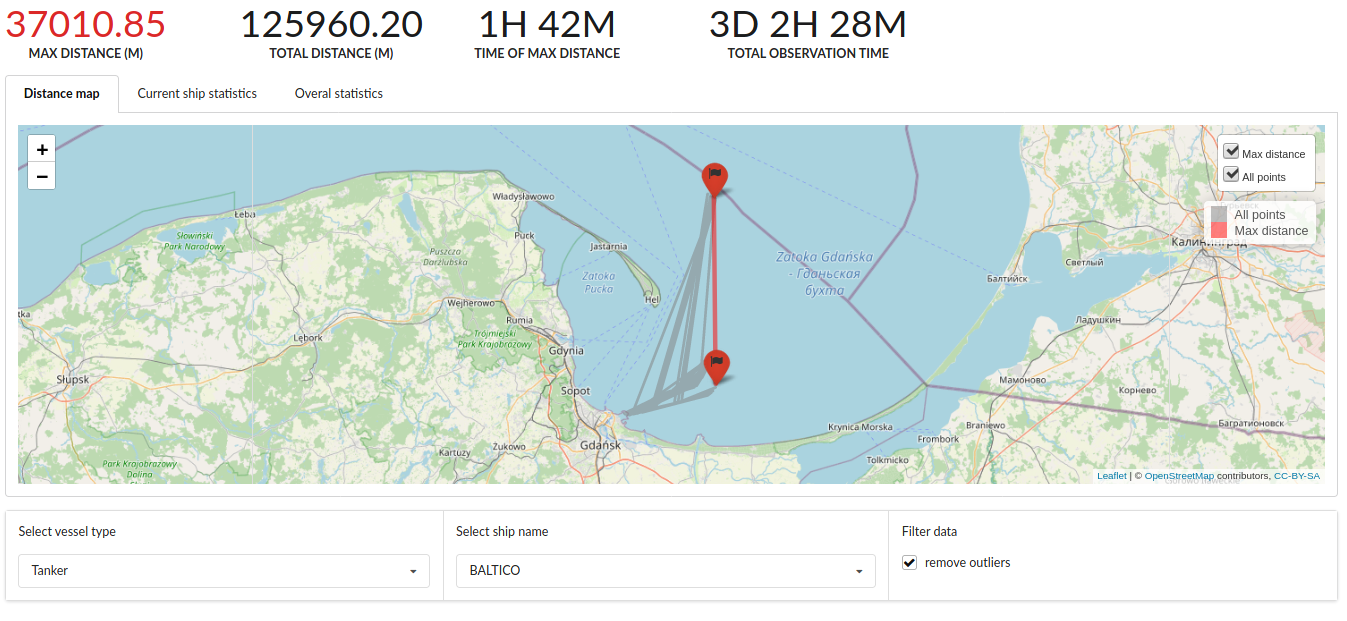 37010.85
MAX DISTANCE (M)
125960.20
TOTAL DISTANCE (M)
1H 42M
TIME OF MAX DISTANCE
3D 2H 28M
TOTAL OBSERVATION TIME
Distance map
Current ship statistics
Overal statistics
+
−
Max distance
All points
All points
Max distance
Władysławowo
Łeba
Puck
Słowiński
Park Narodowy
Jastarnia
Puszcza
Darżlubska
Zatoka
Pucka
Zatoka Gdańska
- Гданьская
бухта
Калининград
Светлый
Балтийск
Hel
Wejherowo
Rumia
tka
Ладушкин
Lębork
Trójmiejski
Park Krajobrazowy
Gdynia
Słupsk
Мамоново
Sopot
Корнево
Krynica Morska
Braniewo
Багратионовск
Frombork
Gdańsk
Żukowo
Kartuzy
Tolkmicko
Park Krajobrazowy
Dolina
Leaflet | © OpenStreetMap contributors, CC-BY-SA
Select vessel type
Tanker
Select ship name
BALTICO
Filter data
remove outliers